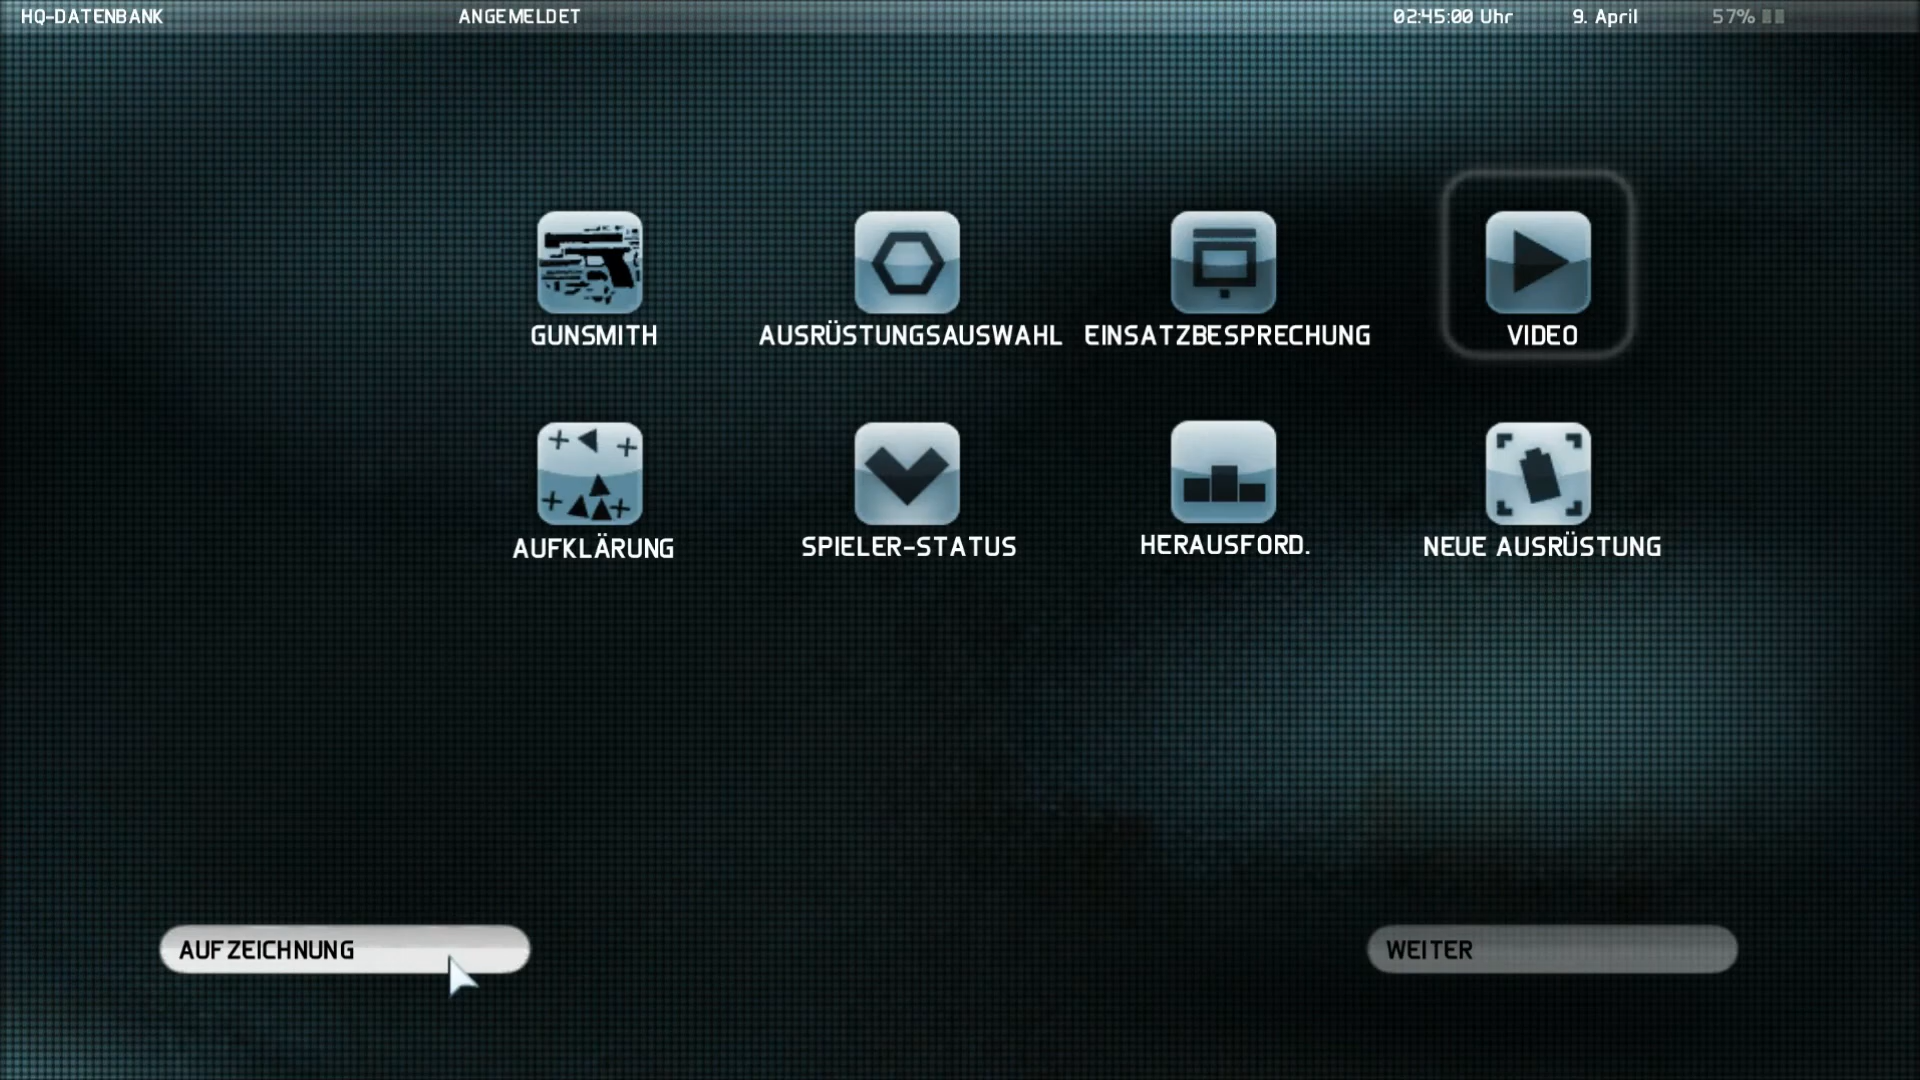 HQ-DATENBANK ANGEMELDET 02:45:00 Uhr 9. April 57%
GUNSMITH AUSRÜSTUNGSAUSWAHL EINSATZBESPRECHUNG VIDEO
AUFKLÄRUNG SPIELER-STATUS HERAUSFORD. NEUE AUSRÜSTUNG
AUFZEICHNUNG WEITER